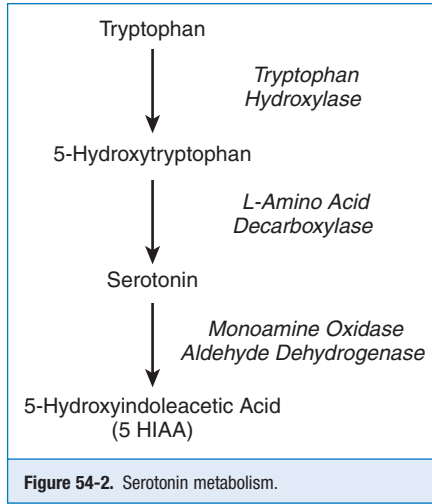 Tryptophan
Tryptophan
Hydroxylase
5-Hydroxytryptophan
L-Amino Acid
Decarboxylase
Serotonin
Monoamine Oxidase
Aldehyde Dehydrogenase
5-Hydroxyindoleacetic Acid
(5 HIAA)
Figure 54-2. Serotonin metabolism.